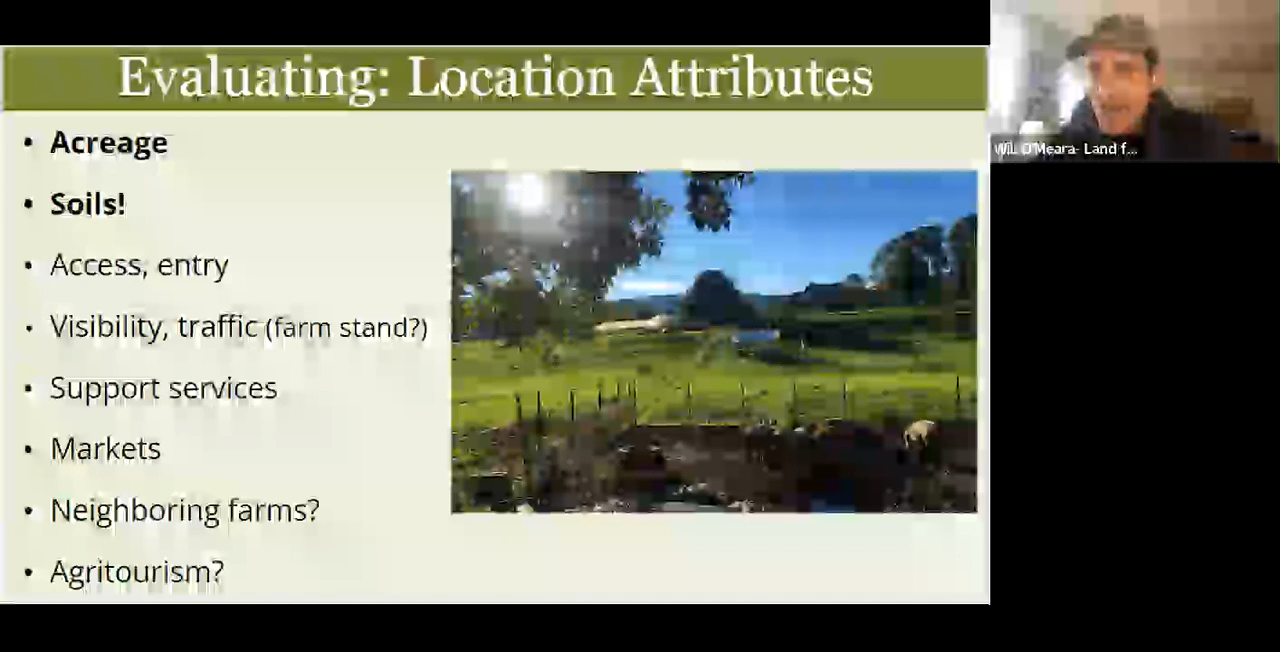 Evaluating: Location Attributes
• Acreage
• Soils!
• Access, entry
• Visibility, traffic (farm stand?)
• Support services
• Markets
• Neighboring farms?
• Agritourism?
Will O'Meara- Land f...